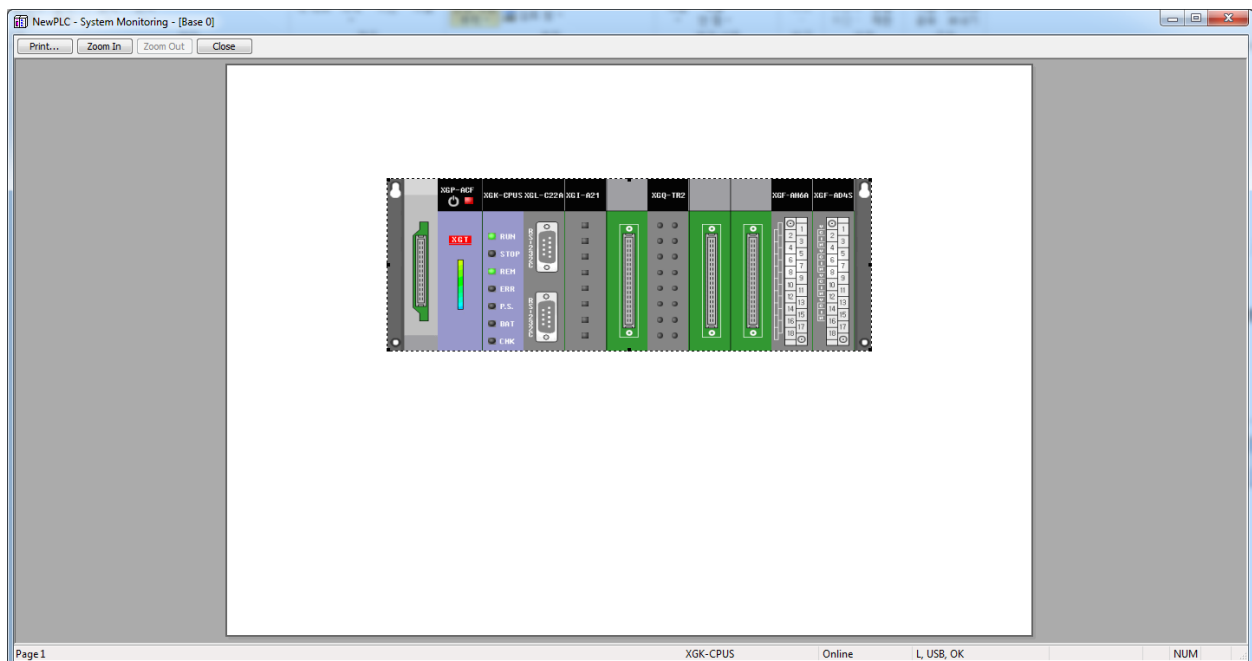 NewPLC - System Monitoring - [Base 0]
Print... Zoom In Zoom Out Close
XGP-ACF XGK-CPUS XGL-C22A XGI-A21 XGQ-TR2 XGF-AH6A XGF-AD4S
XGT
RUN
STOP
REM
ERR
P.S.
BAT
CHK
RS232-C
RS232-C
1 2 3 4 5 6 7 8 9 10 11 12 13 14 15 16 17 18
1 2 3 4 5 6 7 8 9 10 11 12 13 14 15 16 17 18
Page 1 XGK-CPUS Online L, USB, OK NUM